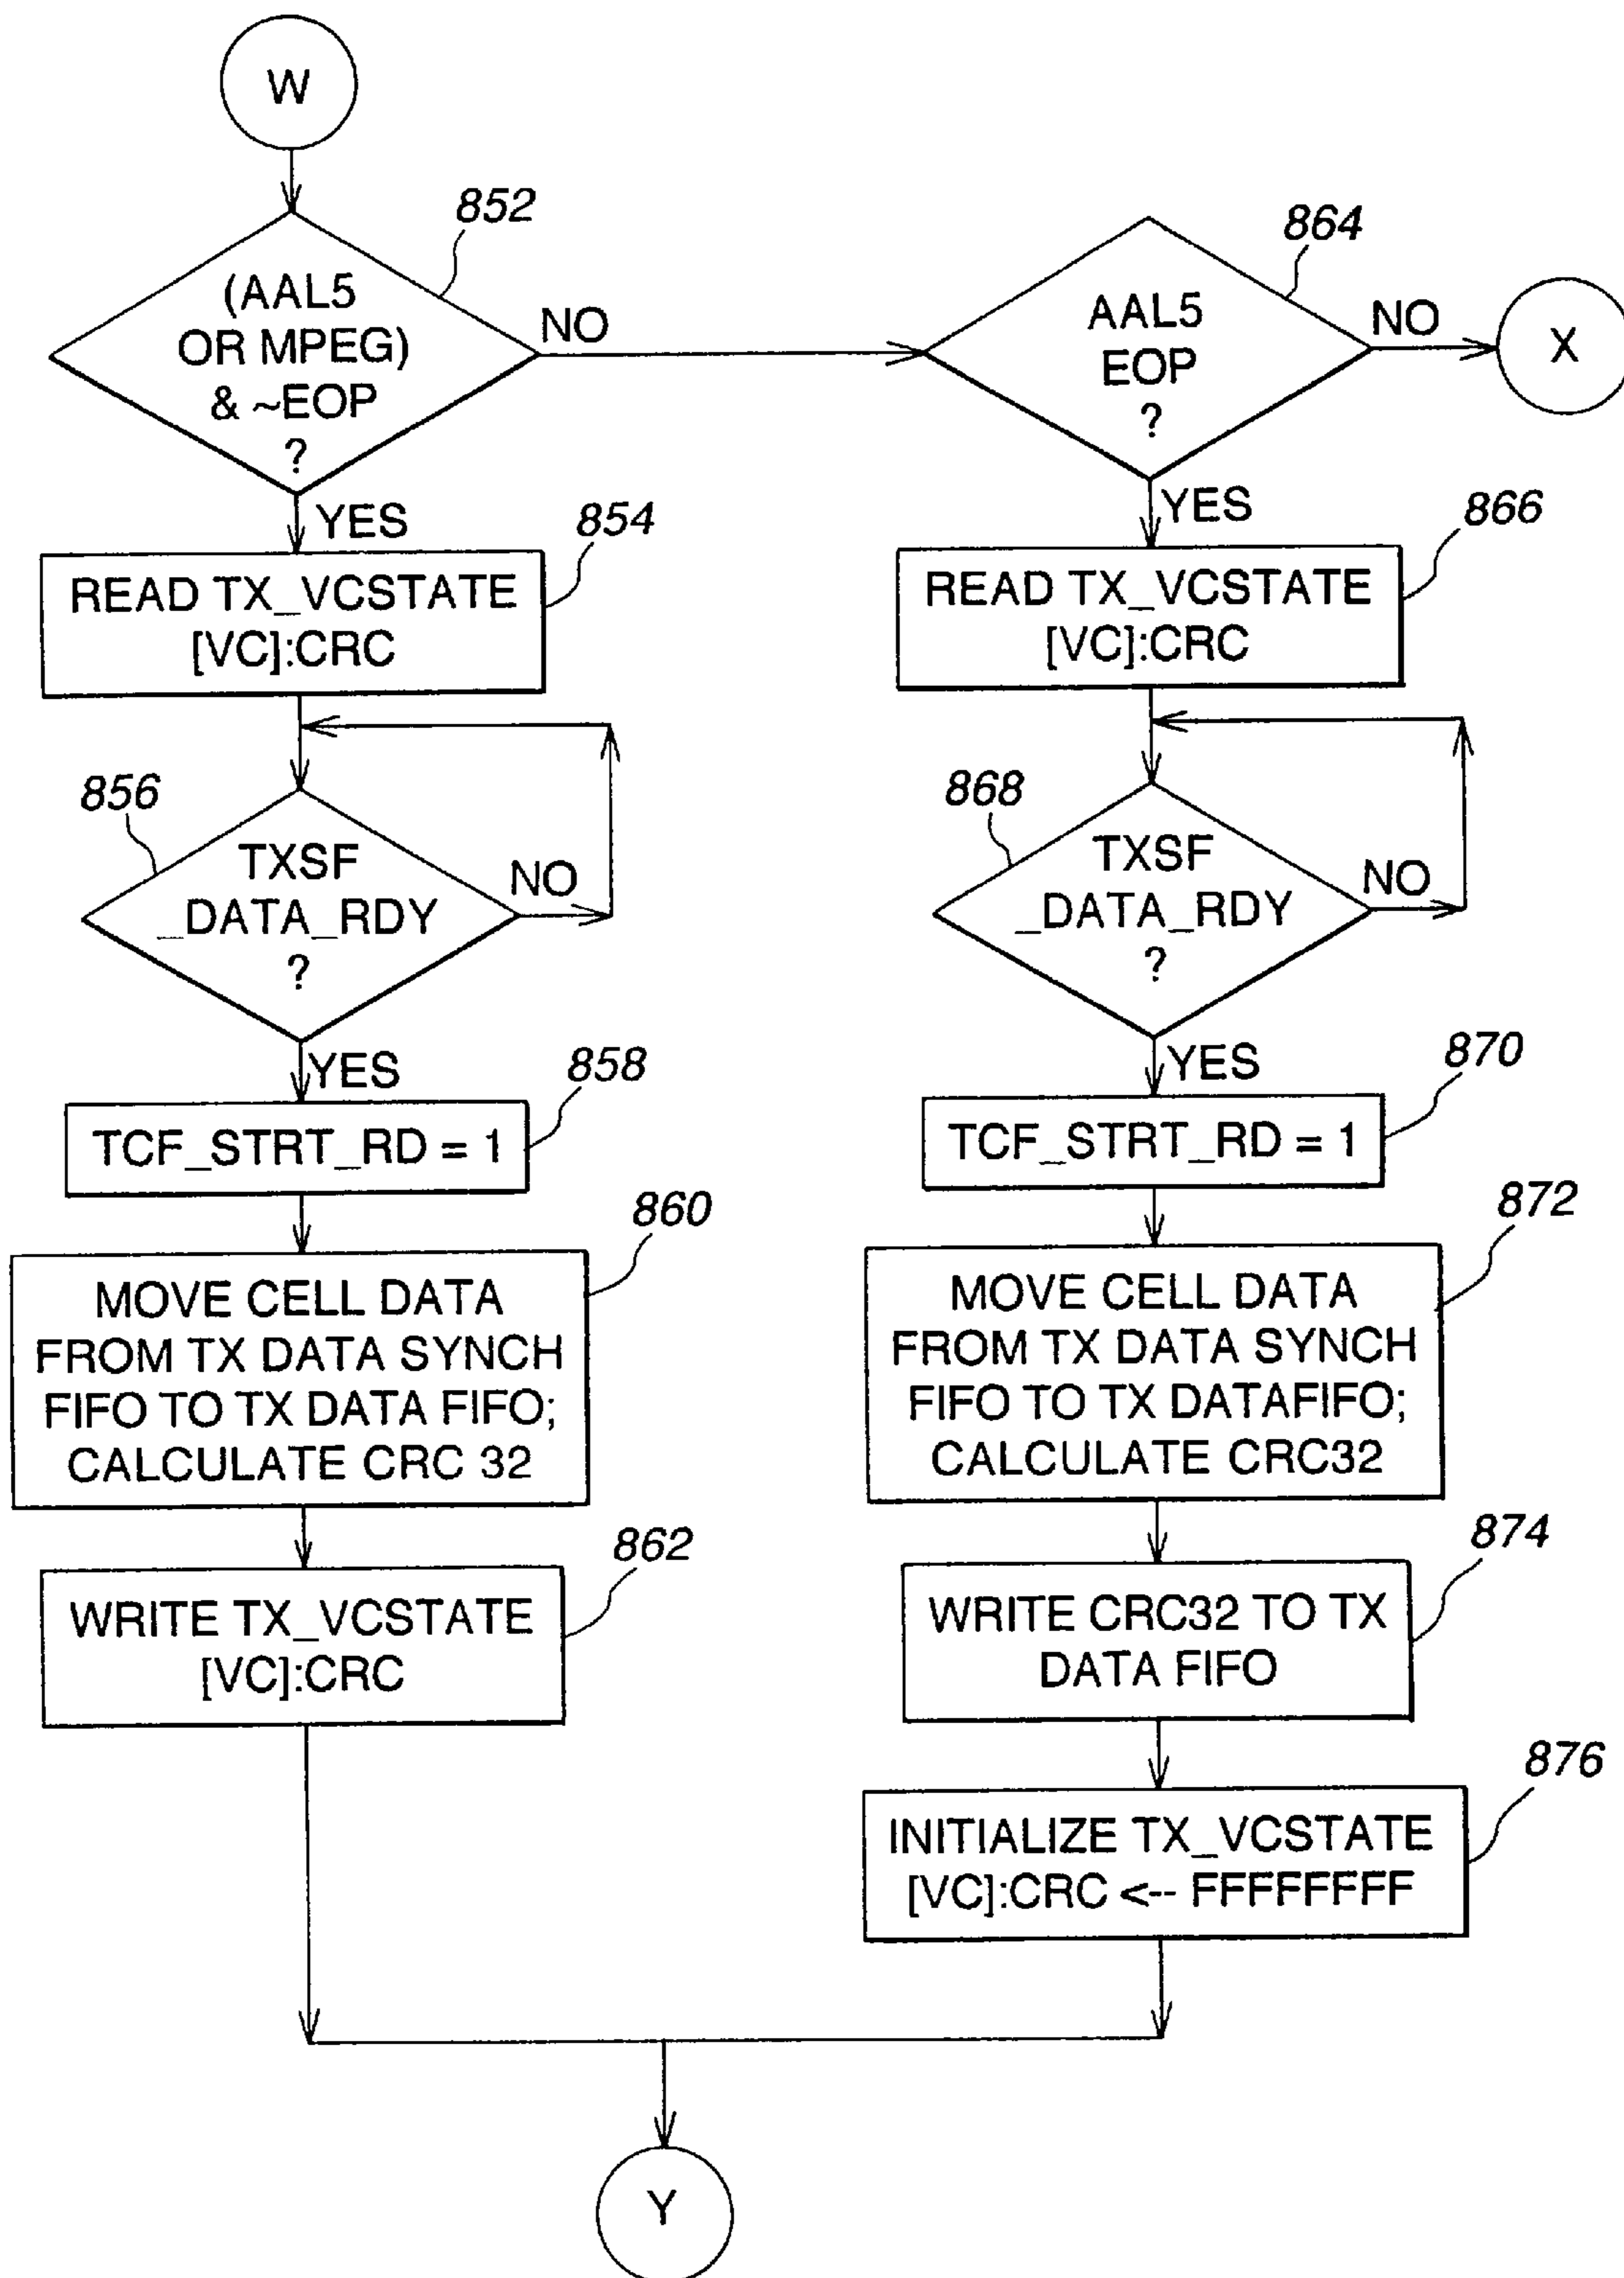 W
852
(AAL5
OR MPEG)
& ~EOP
?
NO
YES
864
AAL5
EOP
?
NO
X
YES
854
READ TX_VCSTATE
[VC]:CRC
866
READ TX_VCSTATE
[VC]:CRC
856
TXSF
_DATA_RDY
?
NO
YES
868
TXSF
_DATA_RDY
?
NO
YES
858
TCF_STRT_RD = 1
870
TCF_STRT_RD = 1
860
MOVE CELL DATA
FROM TX DATA SYNCH
FIFO TO TX DATA FIFO;
CALCULATE CRC 32
872
MOVE CELL DATA
FROM TX DATA SYNCH
FIFO TO TX DATAFIFO;
CALCULATE CRC32
862
WRITE TX_VCSTATE
[VC]:CRC
874
WRITE CRC32 TO TX
DATA FIFO
876
INITIALIZE TX_VCSTATE
[VC]:CRC <-- FFFFFFFF
Y